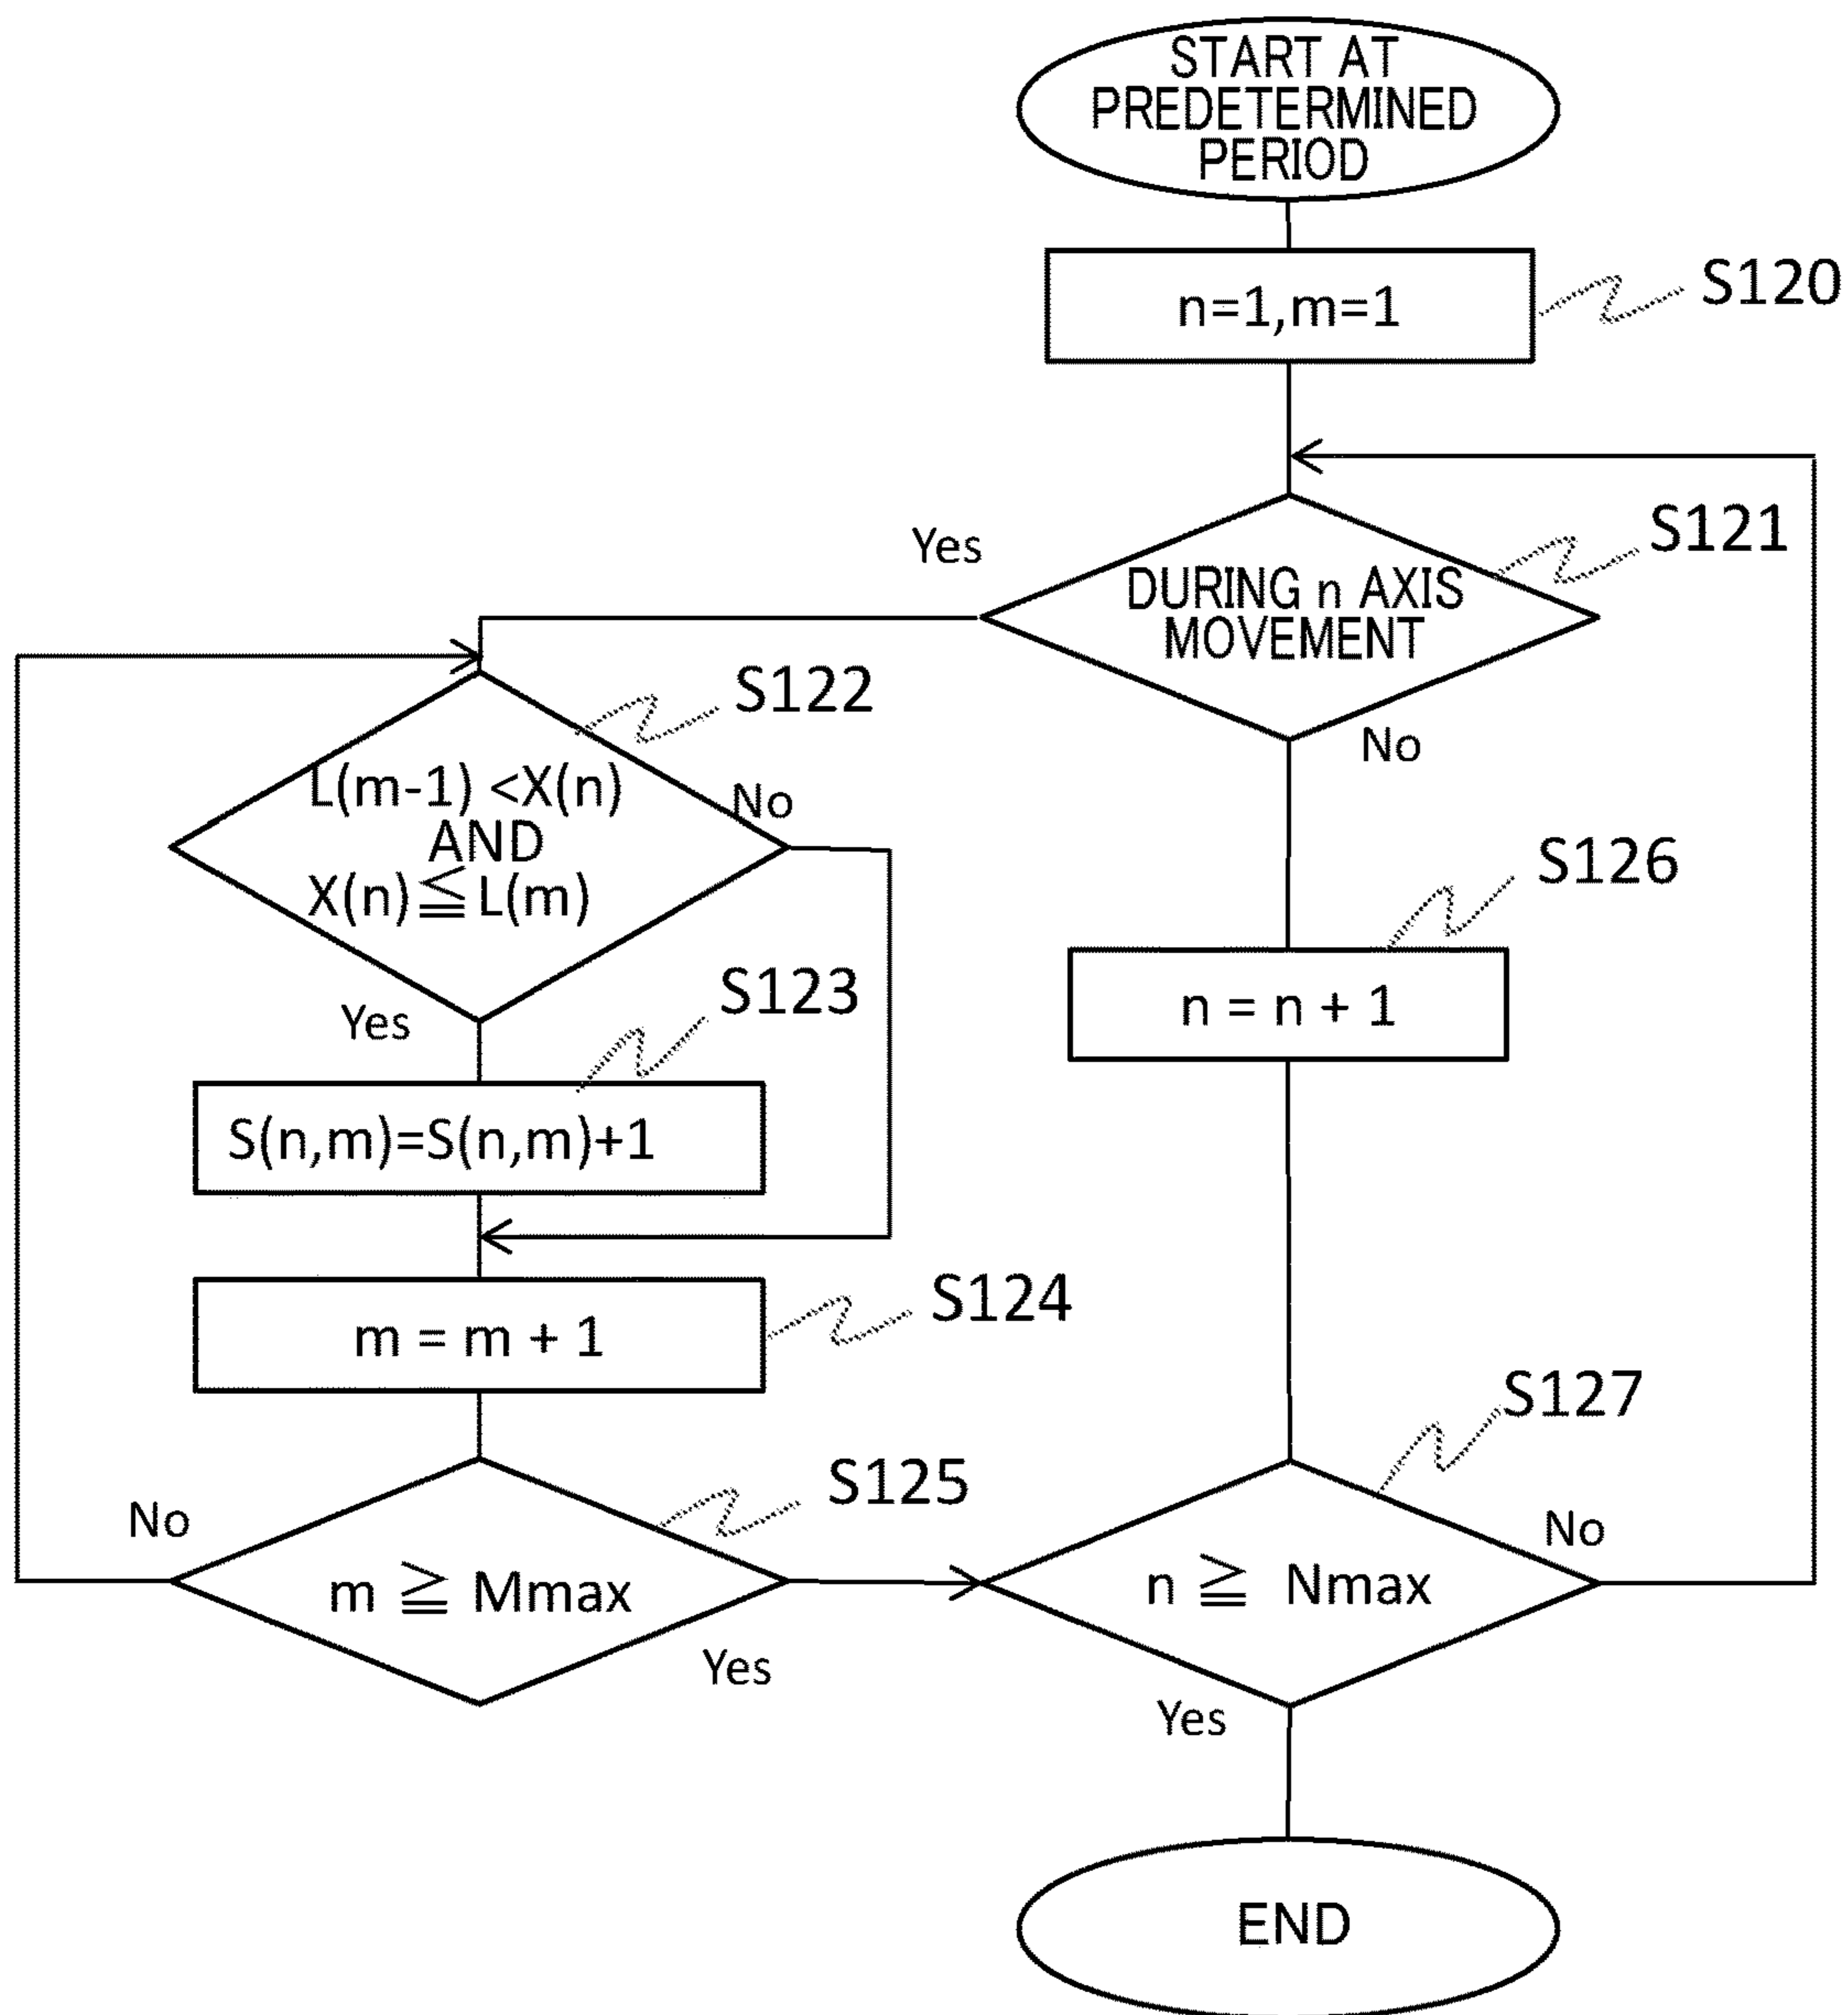 START AT
PREDETERMINED
PERIOD
n=1,m=1
S120
Yes
DURING n AXIS
MOVEMENT
S121
No
S122
L(m-1) <X(n)
AND
X(n)≦L(m)
No
Yes
S123
S(n,m)=S(n,m)+1
S126
n = n + 1
m = m + 1
S124
S125
No
m ≧ Mmax
Yes
S127
n ≧ Nmax
No
Yes
END